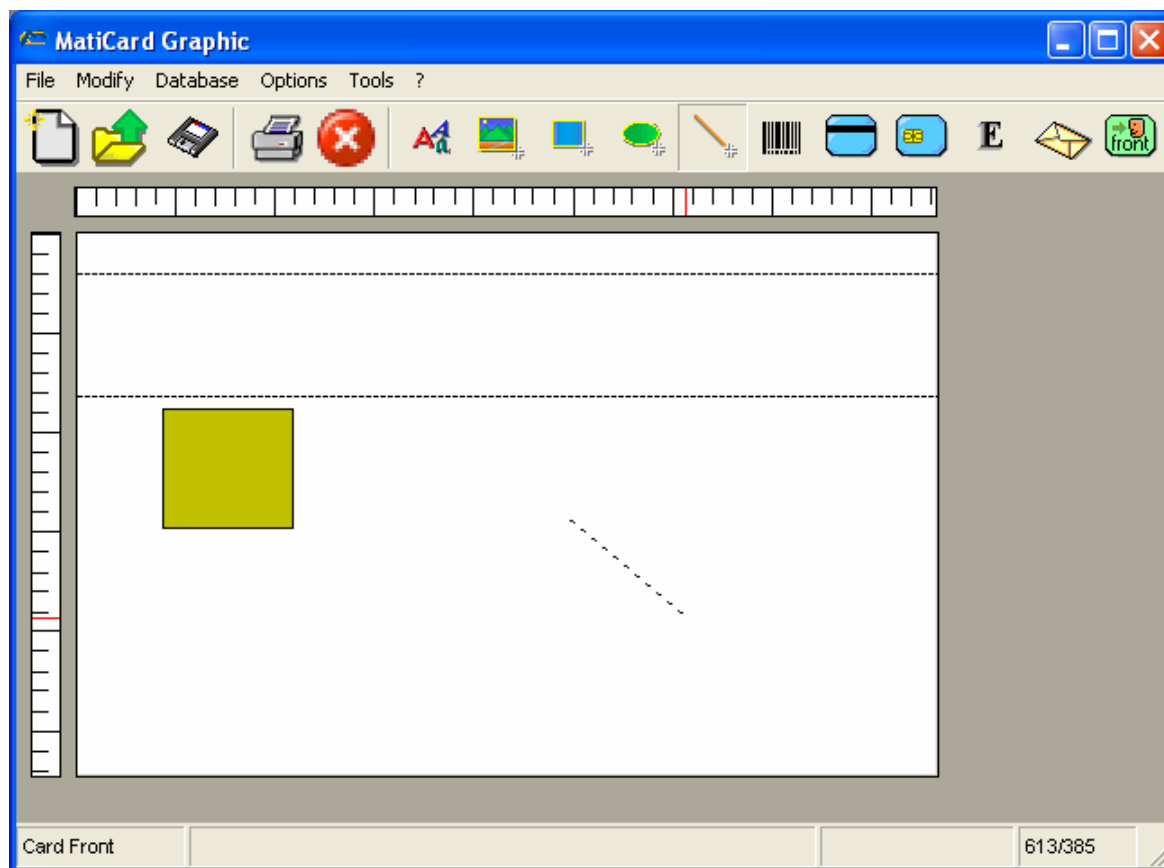 MatiCard Graphic
File Modify Database Options Tools ?
A A a E front
Card Front 613/385